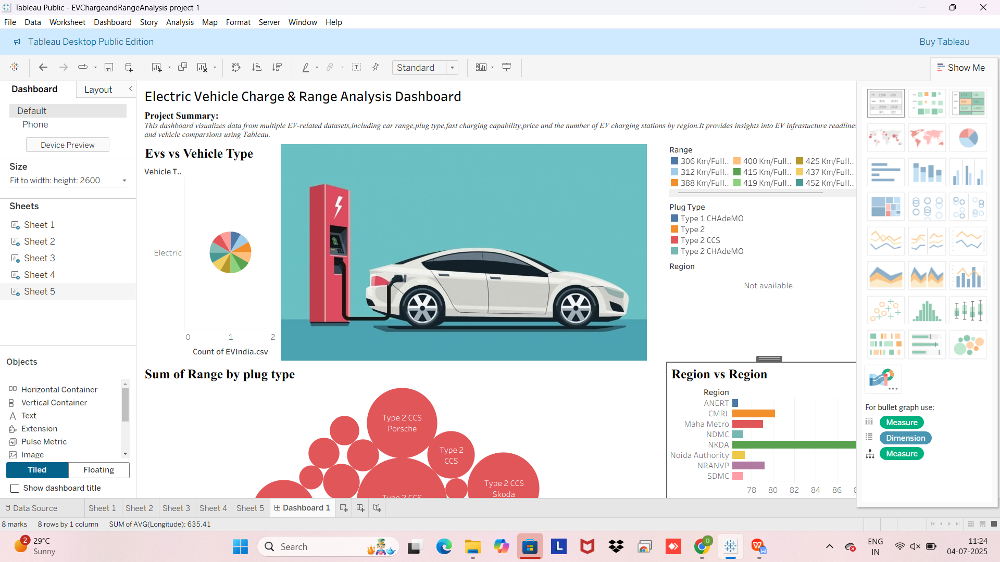 Tableau Public - EVChargeandRangeAnalysis project 1
File Data Worksheet Dashboard Story Analysis Map Format Server Window Help
Tableau Desktop Public Edition
Buy Tableau
Standard
Show Me
Dashboard
Layout
Default
Phone
Device Preview
Size
Fit to width: height: 2600
Sheets
Sheet 1
Sheet 2
Sheet 3
Sheet 4
Sheet 5
Objects
Horizontal Container
Vertical Container
Text
Extension
Pulse Metric
Image
Tiled
Floating
Show dashboard title
Electric Vehicle Charge & Range Analysis Dashboard
Project Summary:
This dashboard visualizes data from multiple EV-related datasets,including car range,plug type,fast charging capability,price and the number of EV charging stations by region.It provides insights into EV infrastucture readlines
and vehicle comparsions using Tableau.
Evs vs Vehicle Type
Vehicle T..
Electric
0 1 2
Count of EVIndia.csv
Range
306 Km/Full.. 400 Km/Full.. 425 Km/Full..
312 Km/Full.. 415 Km/Full.. 437 Km/Full..
388 Km/Full.. 419 Km/Full.. 452 Km/Full..
Plug Type
Type 1 CHAdeMO
Type 2
Type 2 CCS
Type 2 CHAdeMO
Region
Not available.
Sum of Range by plug type
Type 2 CCS
Porsche
Type 2
CCS
Type 2 CCS
Skoda
Type 2 CCS
Region vs Region
Region
ANERT
CMRL
Maha Metro
NDMC
NKDA
Noida Authority
NRANVP
SDMC
78 80 82 84 86
For bullet graph use:
Measure
Dimension
Measure
Data Source Sheet 1 Sheet 2 Sheet 3 Sheet 4 Sheet 5 Dashboard 1
8 marks 8 rows by 1 column SUM of AVG(Longitude): 635.41
2
29°C
Sunny
Search
L
D
ENG
IN
11:24
04-07-2025